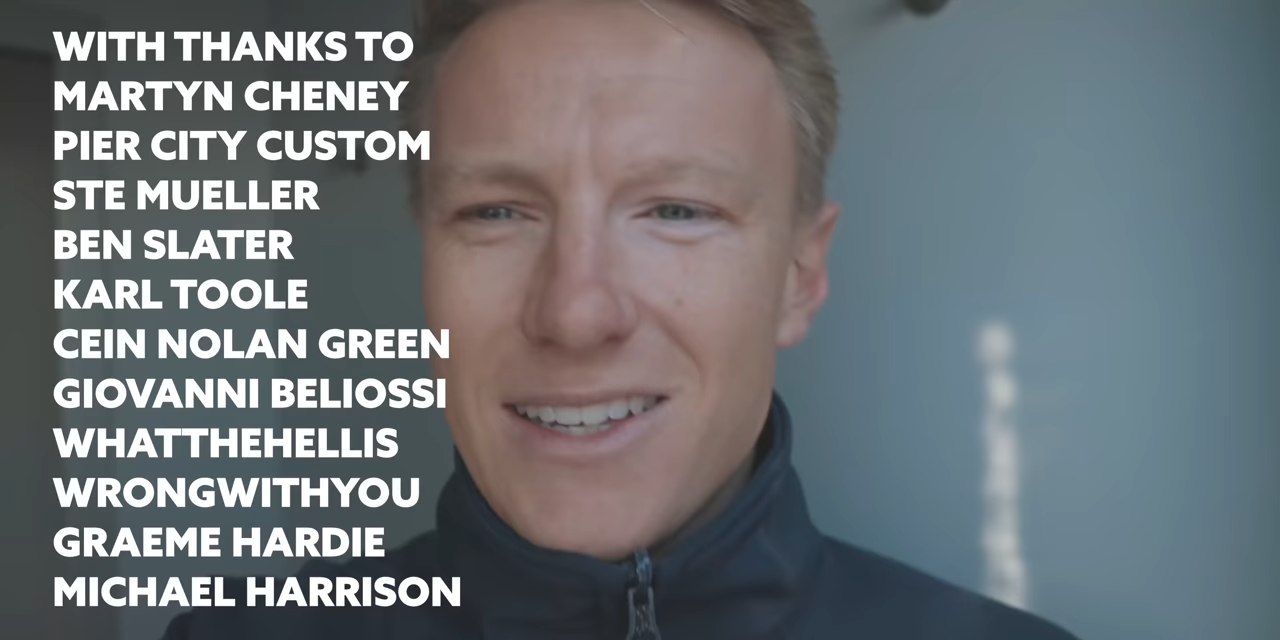 WITH THANKS TO
MARTYN CHENEY
PIER CITY CUSTOM
STE MUELLER
BEN SLATER
KARL TOOLE
CEIN NOLAN GREEN
GIOVANNI BELIOSSI
WHATTHEHELLIS
WRONGWITHYOU
GRAEME HARDIE
MICHAEL HARRISON